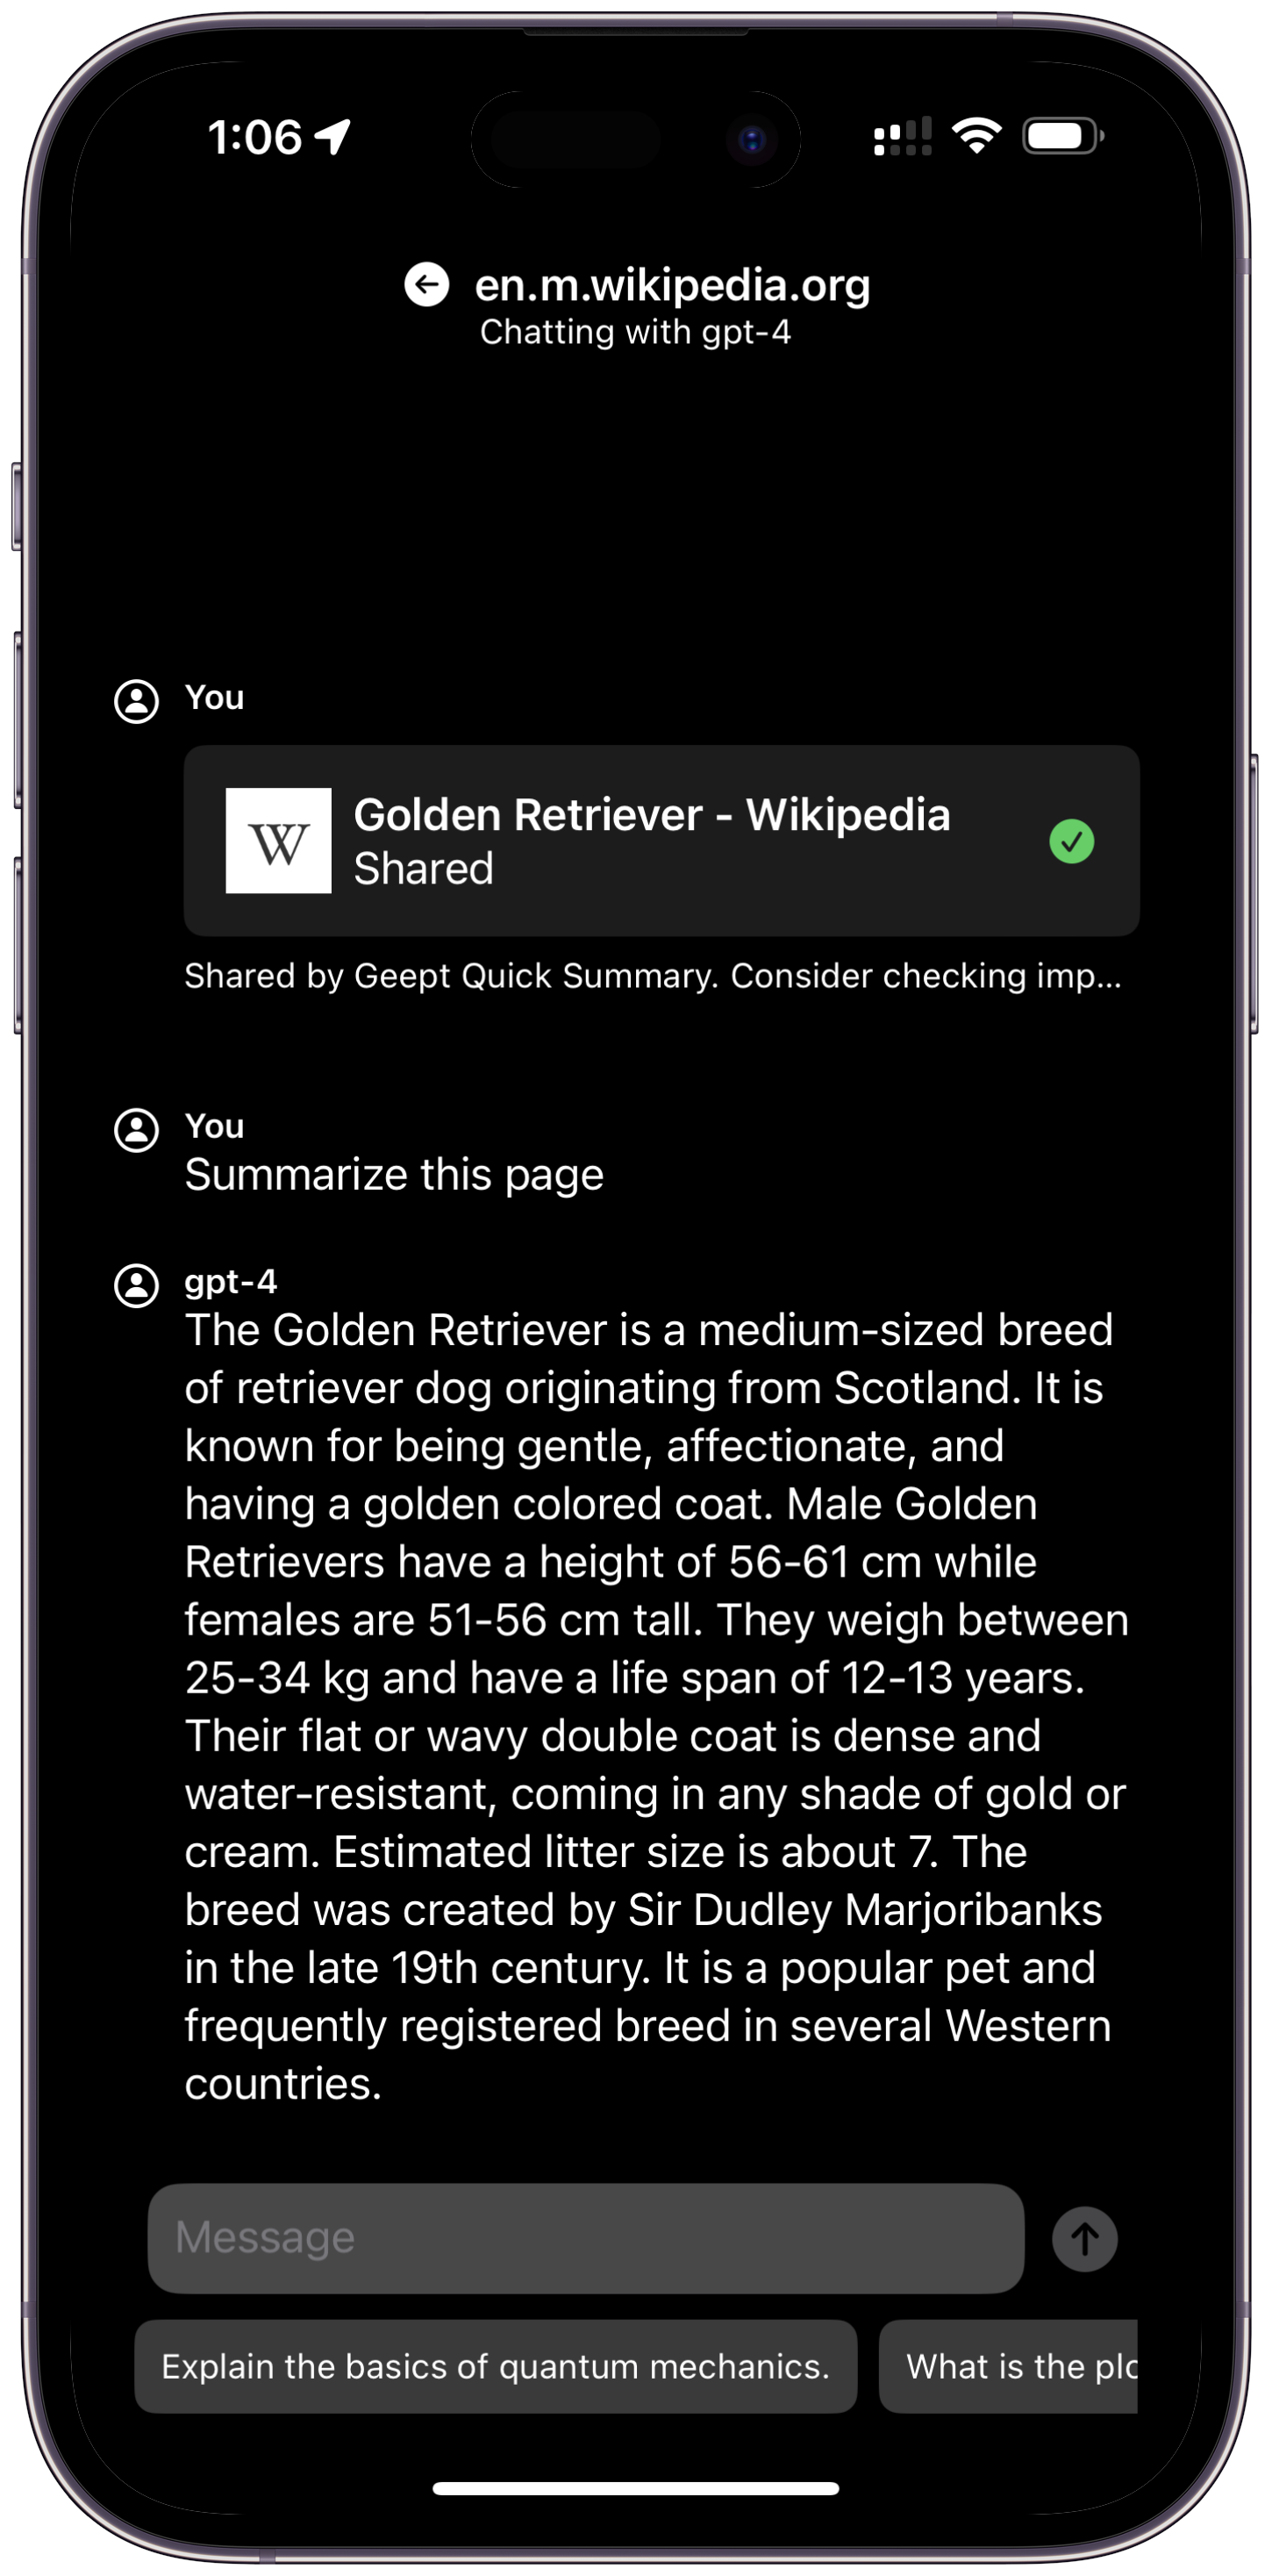 1:06
en.m.wikipedia.org
Chatting with gpt-4
You
W
Golden Retriever - Wikipedia
Shared
Shared by Geept Quick Summary. Consider checking imp...
You
Summarize this page
gpt-4
The Golden Retriever is a medium-sized breed
of retriever dog originating from Scotland. It is
known for being gentle, affectionate, and
having a golden colored coat. Male Golden
Retrievers have a height of 56-61 cm while
females are 51-56 cm tall. They weigh between
25-34 kg and have a life span of 12-13 years.
Their flat or wavy double coat is dense and
water-resistant, coming in any shade of gold or
cream. Estimated litter size is about 7. The
breed was created by Sir Dudley Marjoribanks
in the late 19th century. It is a popular pet and
frequently registered breed in several Western
countries.
Message
Explain the basics of quantum mechanics.
What is the